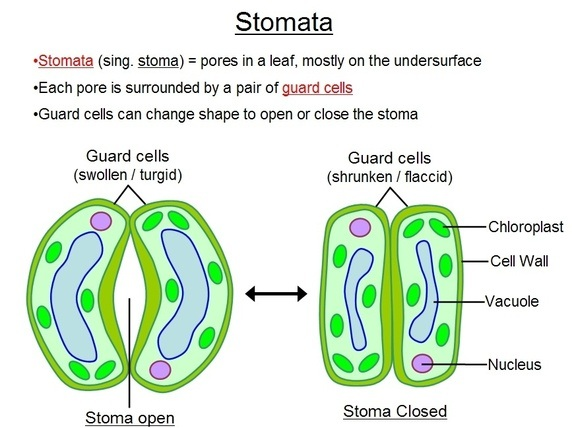 Stomata
•Stomata (sing. stoma) = pores in a leaf, mostly on the undersurface
•Each pore is surrounded by a pair of guard cells
•Guard cells can change shape to open or close the stoma
Guard cells
(swollen / turgid)
Guard cells
(shrunken / flaccid)
Chloroplast
Cell Wall
Vacuole
Nucleus
Stoma open
Stoma Closed